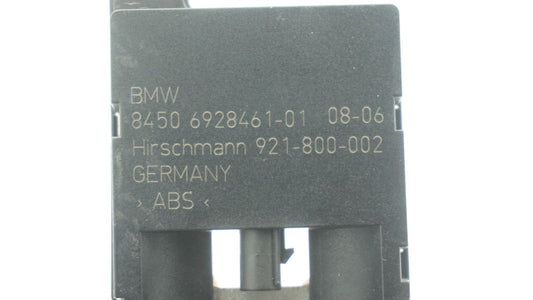 BMW
8450 6928461-01 08-06
Hirschmann 921-800-002
GERMANY
› ABS ‹